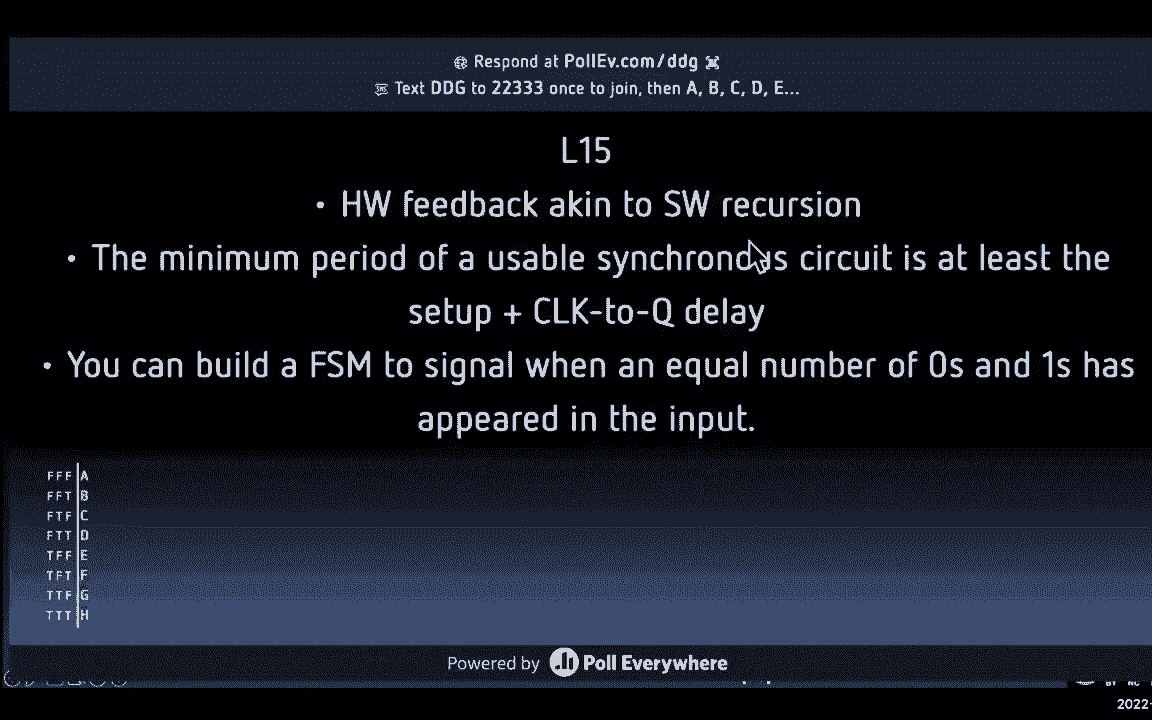 Respond at PollEv.com/ddg
Text DDG to 22333 once to join, then A, B, C, D, E...
L15
• HW feedback akin to SW recursion
• The minimum period of a usable synchronous circuit is at least the
setup + CLK-to-Q delay
• You can build a FSM to signal when an equal number of 0s and 1s has
appeared in the input.
FFF A
FFT B
FTF C
FTT D
TFF E
TFT F
TTF G
TTT H
Powered by Poll Everywhere
BY NC
2022-